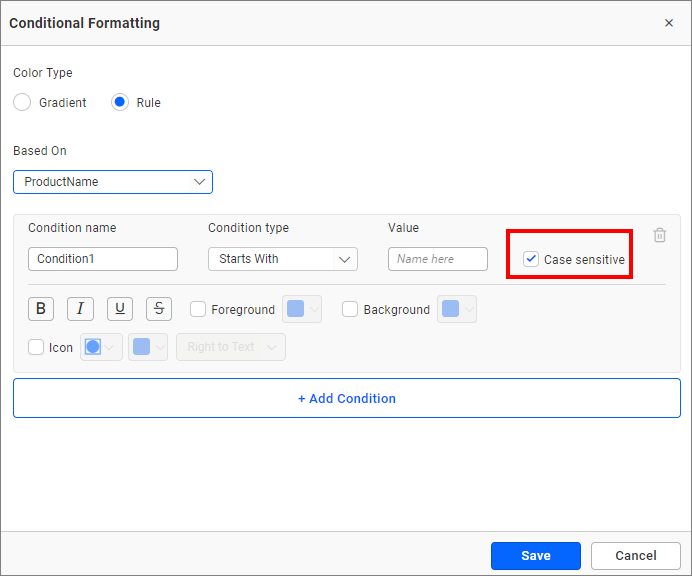 Conditional Formatting ×
Color Type
Gradient Rule
Based On
ProductName
Condition name Condition type Value
Condition1 Starts With Name here Case sensitive
B I U S Foreground Background
Icon Right to Text
+ Add Condition
Save Cancel